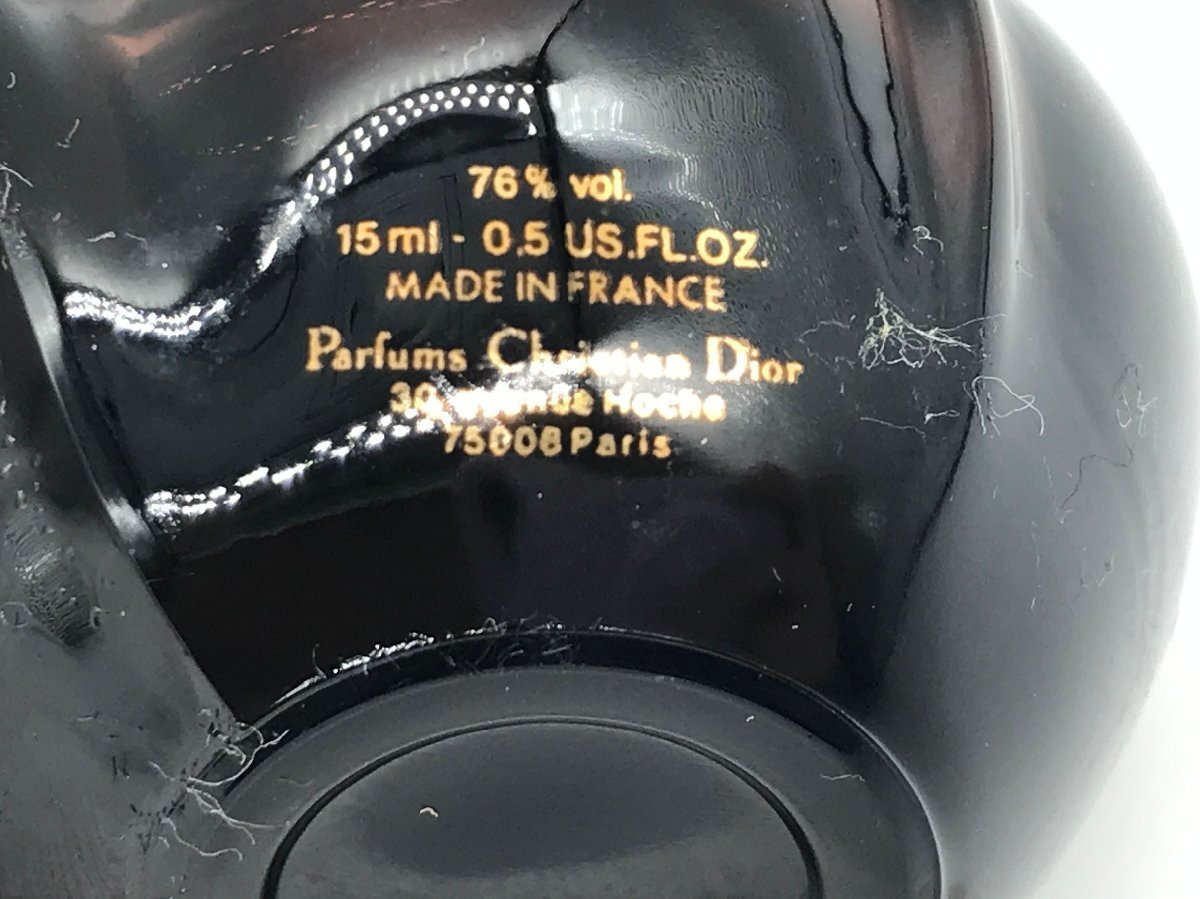 76% vol.
15 ml - 0.5 US.FL.OZ.
MADE IN FRANCE
Parfums Christian Dior
30, avenue Hoche
75008 Paris